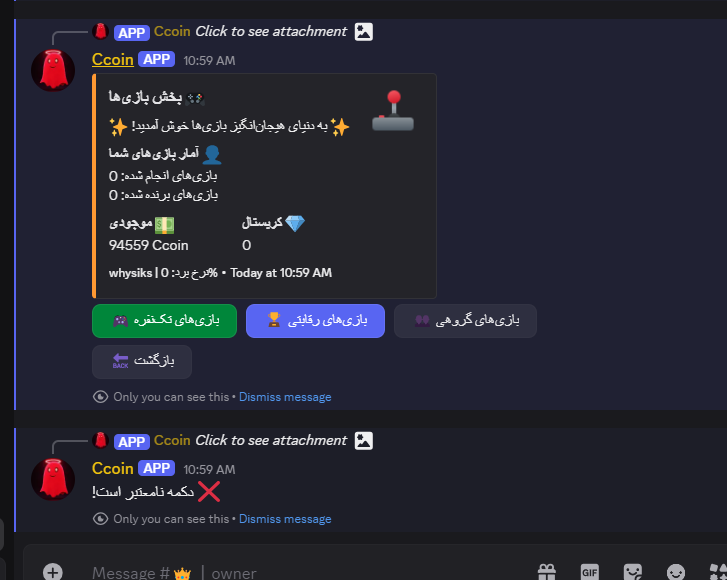 APP Ccoin Click to see attachment
Ccoin APP 10:59 AM
🎮 بخش بازی‌ها
✨ به دنیای هیجان‌انگیز بازی‌ها خوش آمدید! ✨
👤 آمار بازی‌های شما
بازی‌های انجام شده: 0
بازی‌های برنده شده: 0
💵 موجودی
💎 کریستال
94559 Ccoin
0
whysiks | نرخ برد: 0% • Today at 10:59 AM
🎮 بازی‌های تک‌نفره
🏆 بازی‌های رقابتی
👥 بازی‌های گروهی
🔙 بازگشت
Only you can see this • Dismiss message
APP Ccoin Click to see attachment
Ccoin APP 10:59 AM
❌ دکمه نامعتبر است!
Only you can see this • Dismiss message
Message #👑 | owner
GIF